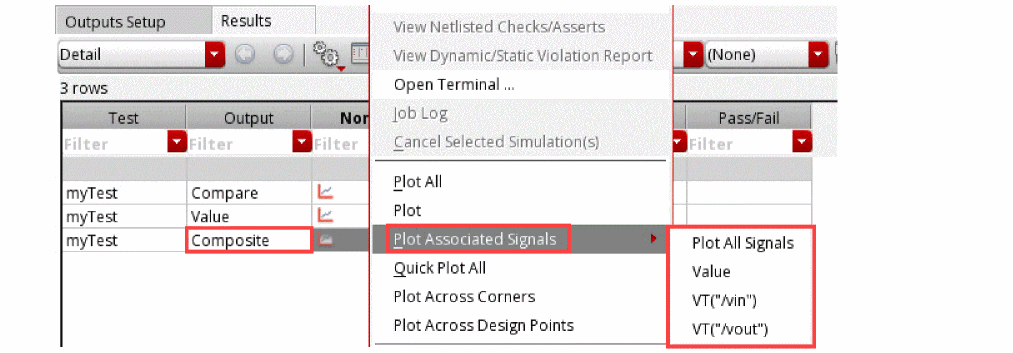 Outputs Setup Results
Detail (None)
3 rows
Test Output Nor Pass/Fail
Filter Filter Filter Filter
myTest Compare
myTest Value
myTest Composite
View Netlisted Checks/Asserts
View Dynamic/Static Violation Report
Open Terminal ...
Job Log
Cancel Selected Simulation(s)
Plot All
Plot
Plot Associated Signals
Quick Plot All
Plot Across Corners
Plot Across Design Points
Plot All Signals
Value
VT("/vin")
VT("/vout")